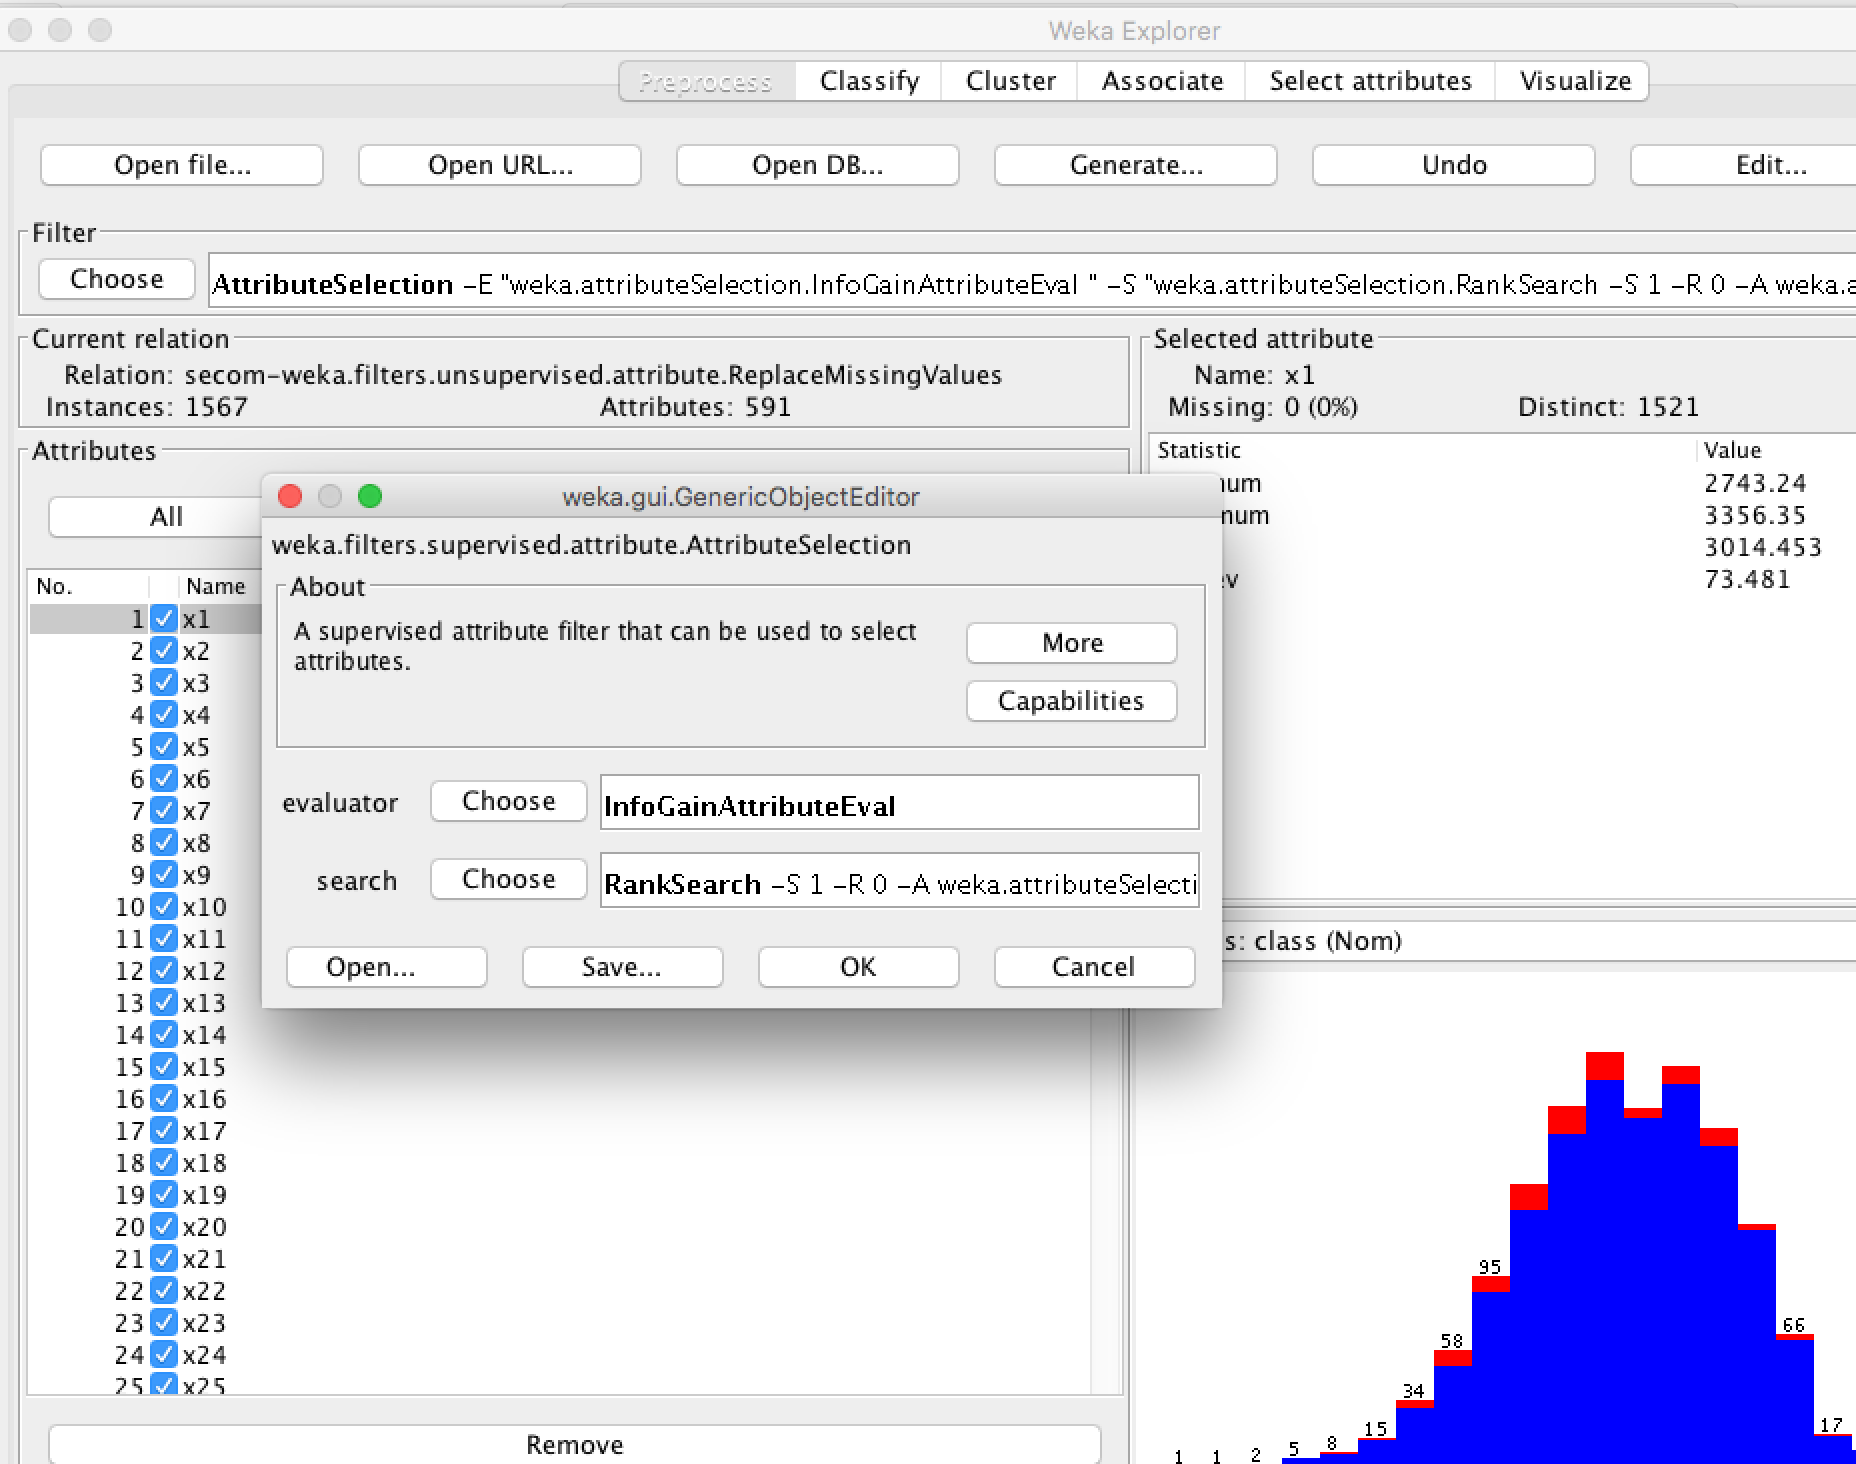 Weka Explorer
Preprocess Classify Cluster Associate Select attributes Visualize
Open file... Open URL... Open DB... Generate... Undo Edit...
Filter
Choose AttributeSelection -E "weka.attributeSelection.InfoGainAttributeEval " -S "weka.attributeSelection.RankSearch -S 1 -R 0 -A weka.a
Current relation
Relation: secom-weka.filters.unsupervised.attribute.ReplaceMissingValues
Instances: 1567 Attributes: 591
Selected attribute
Name: x1
Missing: 0 (0%) Distinct: 1521
Statistic Value
num 2743.24
num 3356.35
3014.453
ev 73.481
Attributes
All
No. Name
1 x1
2 x2
3 x3
4 x4
5 x5
6 x6
7 x7
8 x8
9 x9
10 x10
11 x11
12 x12
13 x13
14 x14
15 x15
16 x16
17 x17
18 x18
19 x19
20 x20
21 x21
22 x22
23 x23
24 x24
25 x25
Remove
weka.gui.GenericObjectEditor
weka.filters.supervised.attribute.AttributeSelection
About
A supervised attribute filter that can be used to select
attributes.
More
Capabilities
evaluator Choose InfoGainAttributeEval
search Choose RankSearch -S 1 -R 0 -A weka.attributeSelecti
Open... Save... OK Cancel
s: class (Nom)
1 1 2 5 8 15 34 58 95 66 17